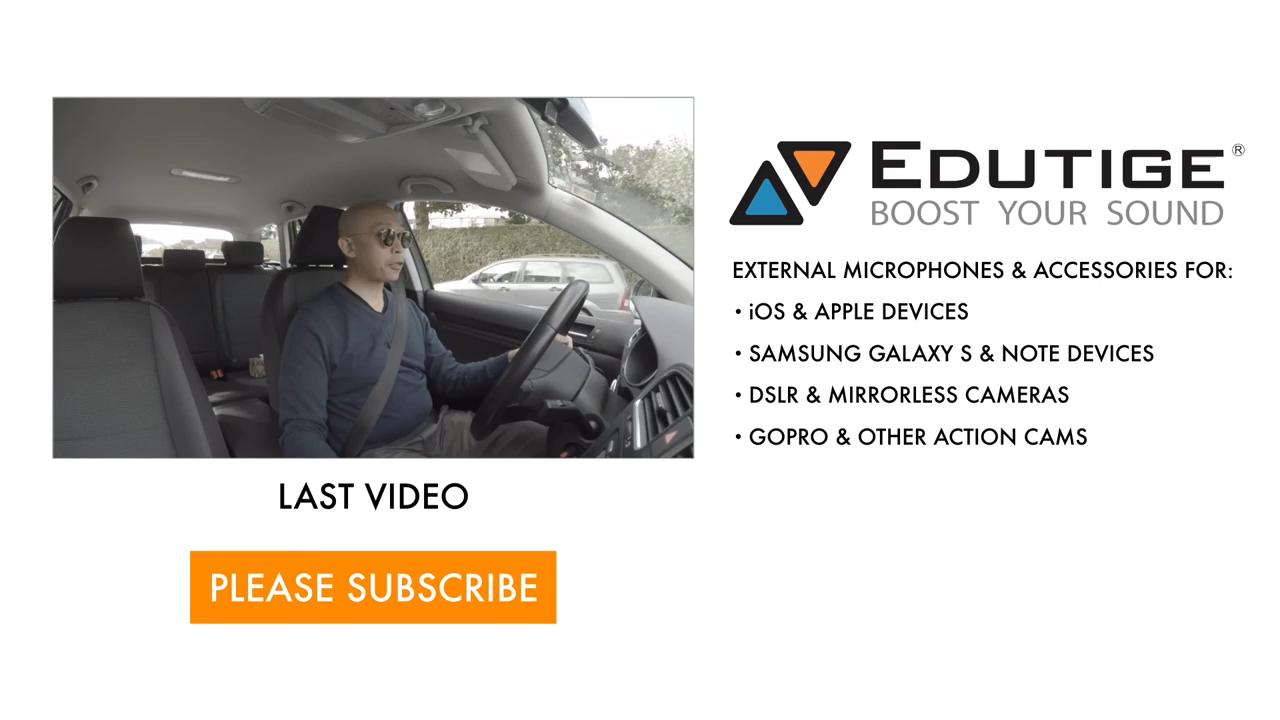 EDUTIGE®
BOOST YOUR SOUND
EXTERNAL MICROPHONES & ACCESSORIES FOR:
• iOS & APPLE DEVICES
• SAMSUNG GALAXY S & NOTE DEVICES
• DSLR & MIRRORLESS CAMERAS
• GOPRO & OTHER ACTION CAMS
LAST VIDEO
PLEASE SUBSCRIBE